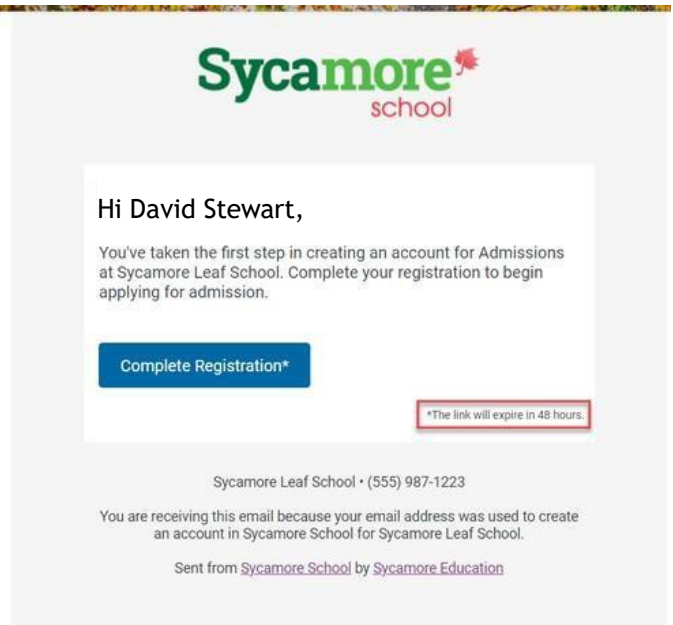 Sycamore
school
Hi David Stewart,
You've taken the first step in creating an account for Admissions
at Sycamore Leaf School. Complete your registration to begin
applying for admission.
Complete Registration*
*The link will expire in 48 hours.
Sycamore Leaf School • (555) 987-1223
You are receiving this email because your email address was used to create
an account in Sycamore School for Sycamore Leaf School.
Sent from Sycamore School by Sycamore Education